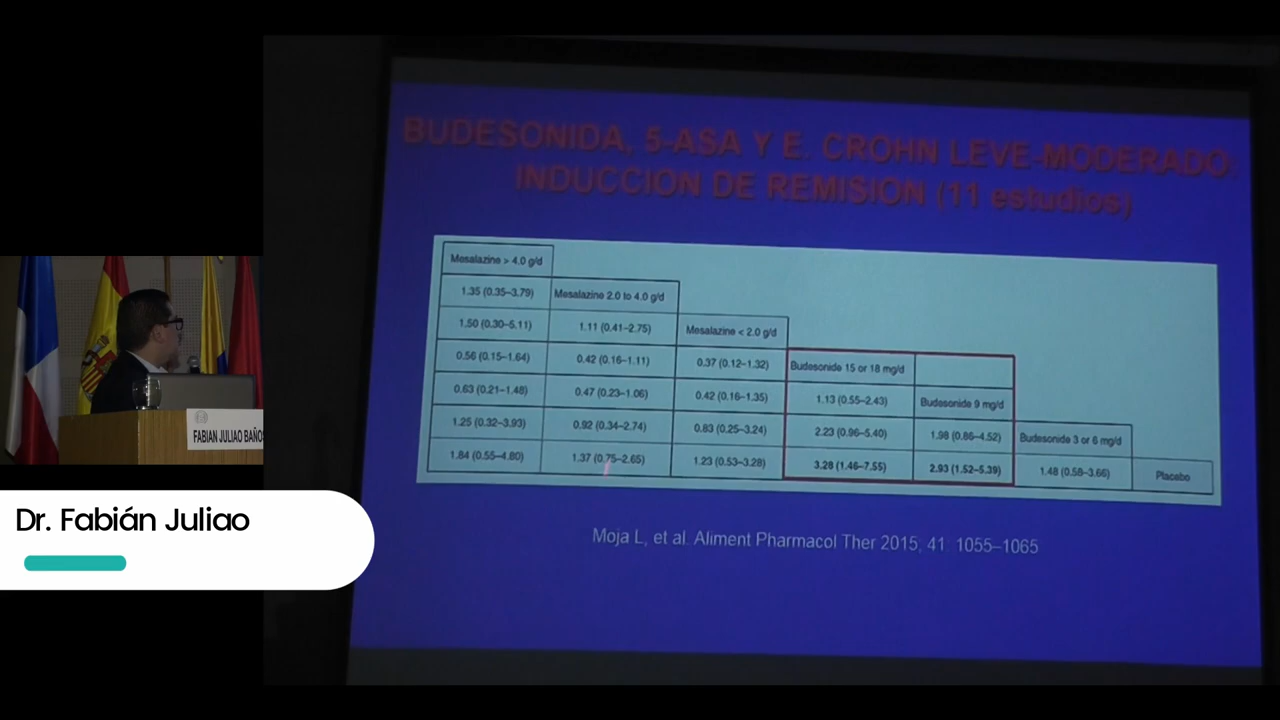 BUDESONIDA, 5-ASA Y E. CROHN LEVE-MODERADO:
INDUCCION DE REMISION (11 estudios)
Mesalazine > 4.0 g/d
1.35 (0.35–3.79) Mesalazine 2.0 to 4.0 g/d
1.50 (0.30–5.11) 1.11 (0.41–2.75) Mesalazine < 2.0 g/d
0.56 (0.15–1.64) 0.42 (0.16–1.11) 0.37 (0.12–1.32) Budesonide 15 or 18 mg/d
0.63 (0.21–1.48) 0.47 (0.23–1.06) 0.42 (0.16–1.35) 1.13 (0.55–2.43) Budesonide 9 mg/d
1.25 (0.32–3.93) 0.92 (0.34–2.74) 0.83 (0.25–3.24) 2.23 (0.96–5.40) 1.98 (0.86–4.52) Budesonide 3 or 6 mg/d
1.84 (0.55–4.80) 1.37 (0.75–2.65) 1.23 (0.53–3.28) 3.28 (1.46–7.55) 2.93 (1.52–5.39) 1.48 (0.58–3.66) Placebo
Moja L, et al. Aliment Pharmacol Ther 2015; 41: 1055–1065
FABIAN JULIAO BAÑOS
Dr. Fabián Juliao